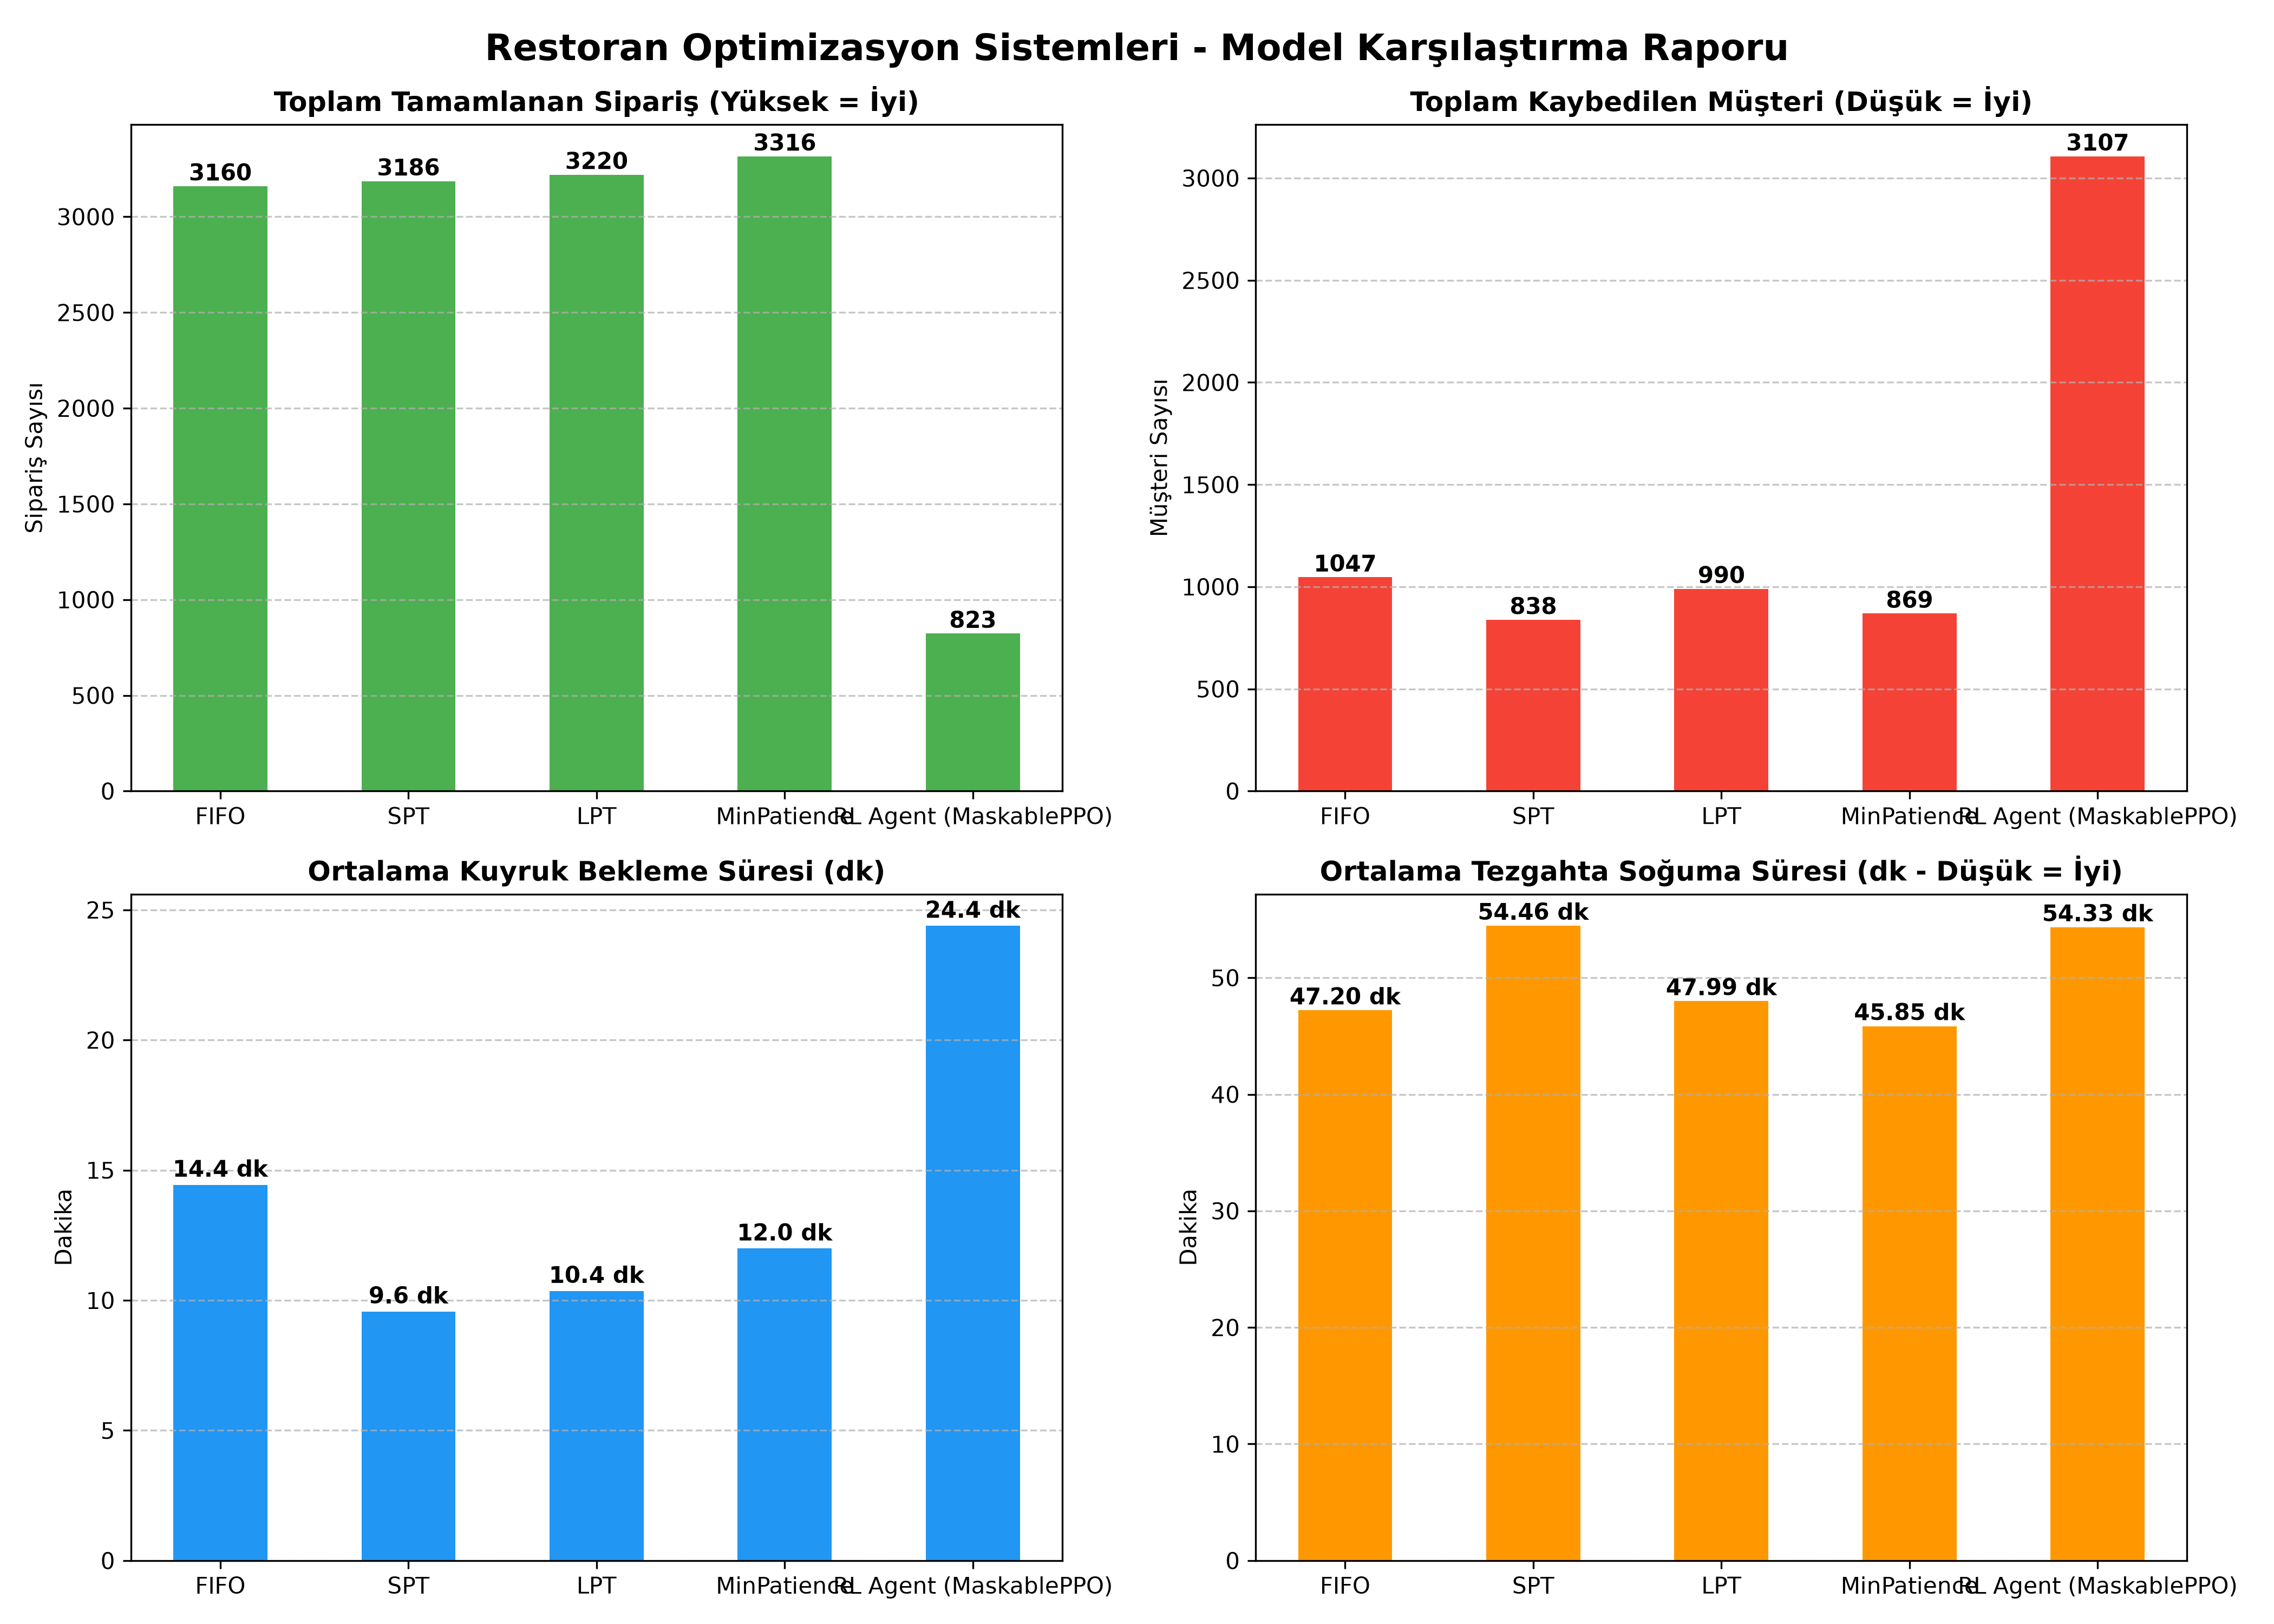 Restoran Optimizasyon Sistemleri - Model Karşılaştırma Raporu
Toplam Tamamlanan Sipariş (Yüksek = İyi)
Sipariş Sayısı
3000
2500
2000
1500
1000
500
0
3160
3186
3220
3316
823
FIFO
SPT
LPT
MinPatience
RL Agent (MaskablePPO)
Toplam Kaybedilen Müşteri (Düşük = İyi)
Müşteri Sayısı
3000
2500
2000
1500
1000
500
0
1047
838
990
869
3107
FIFO
SPT
LPT
MinPatience
RL Agent (MaskablePPO)
Ortalama Kuyruk Bekleme Süresi (dk)
Dakika
25
20
15
10
5
0
14.4 dk
9.6 dk
10.4 dk
12.0 dk
24.4 dk
FIFO
SPT
LPT
MinPatience
RL Agent (MaskablePPO)
Ortalama Tezgahta Soğuma Süresi (dk - Düşük = İyi)
Dakika
50
40
30
20
10
0
47.20 dk
54.46 dk
47.99 dk
45.85 dk
54.33 dk
FIFO
SPT
LPT
MinPatience
RL Agent (MaskablePPO)